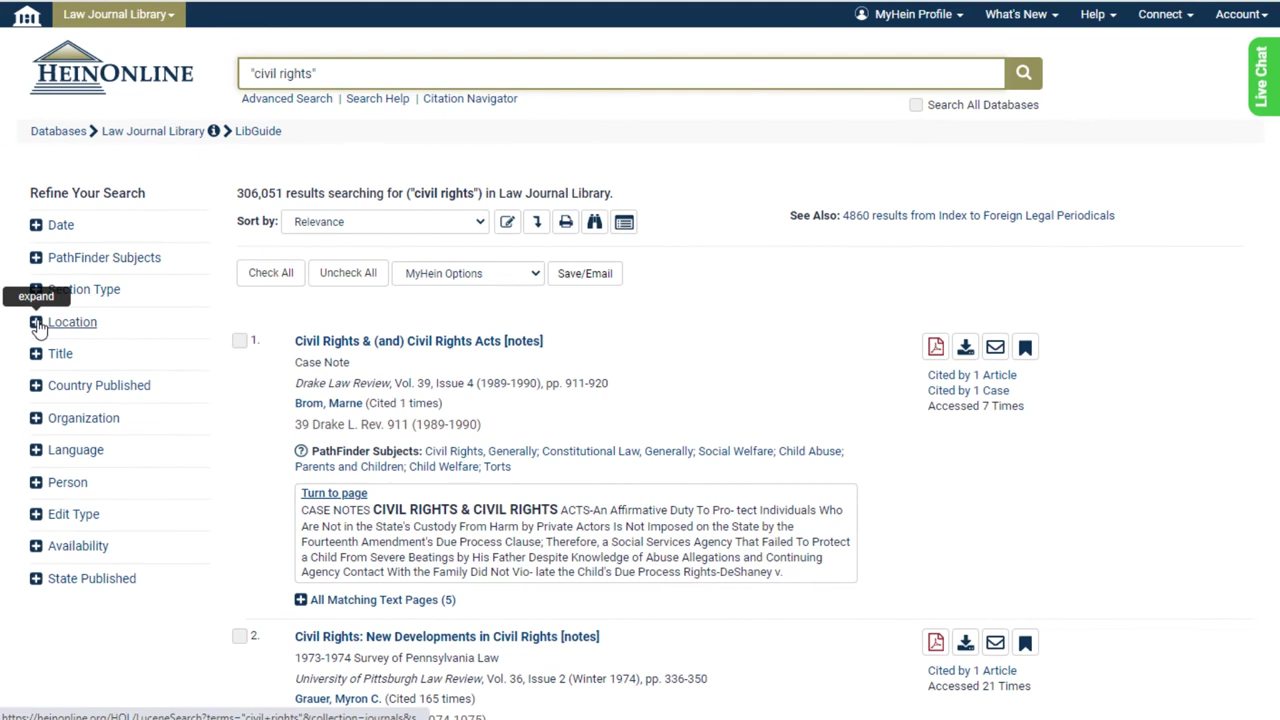 Law Journal Library
MyHein Profile
What's New
Help
Connect
Account
HEINONLINE
"civil rights"
Live Chat
Advanced Search | Search Help | Citation Navigator
Search All Databases
Databases
Law Journal Library
LibGuide
Refine Your Search
Date
PathFinder Subjects
ction Type
expand
Location
Title
Country Published
Organization
Language
Person
Edit Type
Availability
State Published
306,051 results searching for ("civil rights") in Law Journal Library.
Sort by: Relevance
See Also: 4860 results from Index to Foreign Legal Periodicals
Check All
Uncheck All
MyHein Options
Save/Email
1. Civil Rights & (and) Civil Rights Acts [notes]
Case Note
Drake Law Review, Vol. 39, Issue 4 (1989-1990), pp. 911-920
Brom, Marne (Cited 1 times)
39 Drake L. Rev. 911 (1989-1990)
Cited by 1 Article
Cited by 1 Case
Accessed 7 Times
PathFinder Subjects: Civil Rights, Generally; Constitutional Law, Generally; Social Welfare; Child Abuse;
Parents and Children; Child Welfare; Torts
Turn to page
CASE NOTES CIVIL RIGHTS & CIVIL RIGHTS ACTS-An Affirmative Duty To Pro- tect Individuals Who
Are Not in the State's Custody From Harm by Private Actors Is Not Imposed on the State by the
Fourteenth Amendment's Due Process Clause; Therefore, a Social Services Agency That Failed To Protect
a Child From Severe Beatings by His Father Despite Knowledge of Abuse Allegations and Continuing
Agency Contact With the Family Did Not Vio- late the Child's Due Process Rights-DeShaney v.
All Matching Text Pages (5)
2. Civil Rights: New Developments in Civil Rights [notes]
1973-1974 Survey of Pennsylvania Law
University of Pittsburgh Law Review, Vol. 36, Issue 2 (Winter 1974), pp. 336-350
Grauer, Myron C. (Cited 165 times)
Cited by 1 Article
Accessed 21 Times
https://heinonline.org/HOL/LuceneSearch?terms="civil+rights"&collection=journals&s...